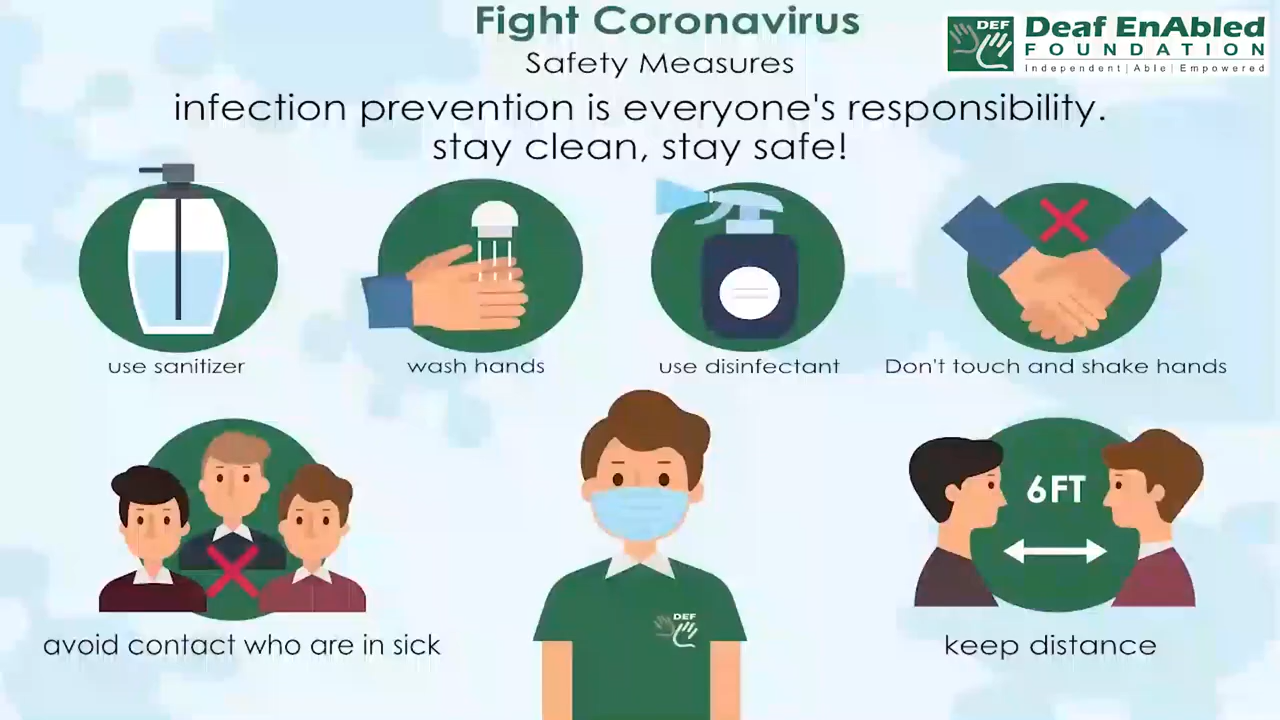 Fight Coronavirus
Safety Measures
DEF
Deaf EnAbled
FOUNDATION
Independent | Able | Empowered
infection prevention is everyone's responsibility.
stay clean, stay safe!
use sanitizer
wash hands
use disinfectant
Don't touch and shake hands
6FT
DEF
avoid contact who are in sick
keep distance